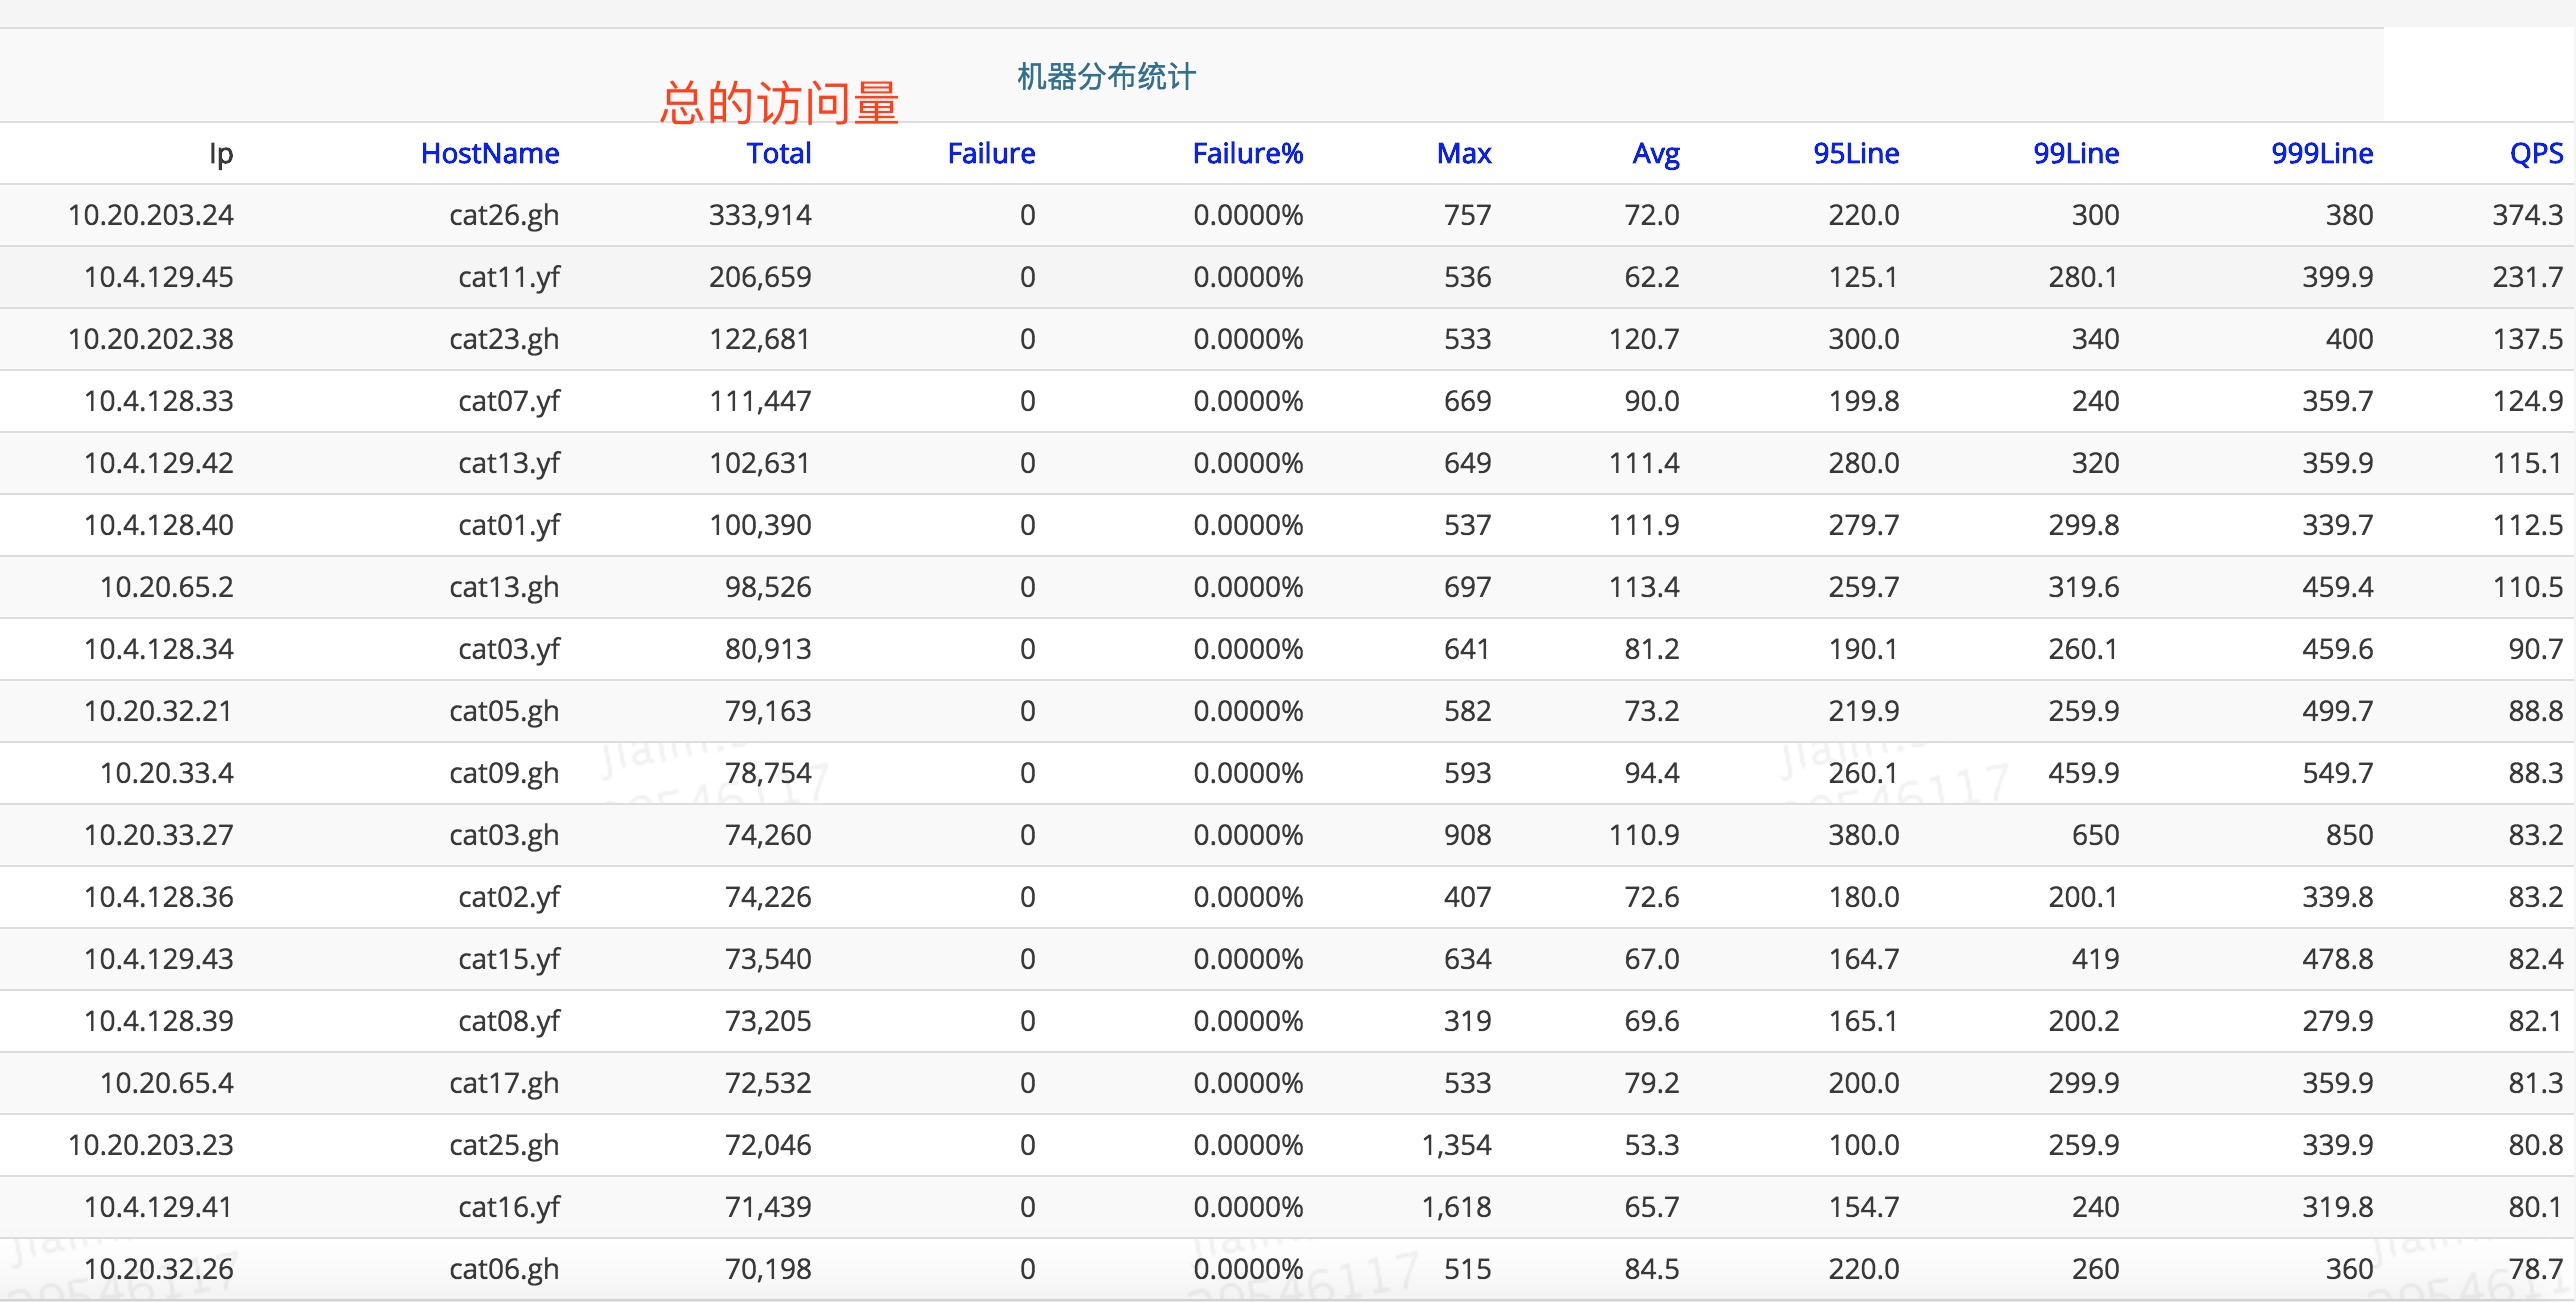 机器分布统计
总的访问量
Ip HostName Total Failure Failure% Max Avg 95Line 99Line 999Line QPS
10.20.203.24 cat26.gh 333,914 0 0.0000% 757 72.0 220.0 300 380 374.3
10.4.129.45 cat11.yf 206,659 0 0.0000% 536 62.2 125.1 280.1 399.9 231.7
10.20.202.38 cat23.gh 122,681 0 0.0000% 533 120.7 300.0 340 400 137.5
10.4.128.33 cat07.yf 111,447 0 0.0000% 669 90.0 199.8 240 359.7 124.9
10.4.129.42 cat13.yf 102,631 0 0.0000% 649 111.4 280.0 320 359.9 115.1
10.4.128.40 cat01.yf 100,390 0 0.0000% 537 111.9 279.7 299.8 339.7 112.5
10.20.65.2 cat13.gh 98,526 0 0.0000% 697 113.4 259.7 319.6 459.4 110.5
10.4.128.34 cat03.yf 80,913 0 0.0000% 641 81.2 190.1 260.1 459.6 90.7
10.20.32.21 cat05.gh 79,163 0 0.0000% 582 73.2 219.9 259.9 499.7 88.8
10.20.33.4 cat09.gh 78,754 0 0.0000% 593 94.4 260.1 459.9 549.7 88.3
10.20.33.27 cat03.gh 74,260 0 0.0000% 908 110.9 380.0 650 850 83.2
10.4.128.36 cat02.yf 74,226 0 0.0000% 407 72.6 180.0 200.1 339.8 83.2
10.4.129.43 cat15.yf 73,540 0 0.0000% 634 67.0 164.7 419 478.8 82.4
10.4.128.39 cat08.yf 73,205 0 0.0000% 319 69.6 165.1 200.2 279.9 82.1
10.20.65.4 cat17.gh 72,532 0 0.0000% 533 79.2 200.0 299.9 359.9 81.3
10.20.203.23 cat25.gh 72,046 0 0.0000% 1,354 53.3 100.0 259.9 339.9 80.8
10.4.129.41 cat16.yf 71,439 0 0.0000% 1,618 65.7 154.7 240 319.8 80.1
10.20.32.26 cat06.gh 70,198 0 0.0000% 515 84.5 220.0 260 360 78.7